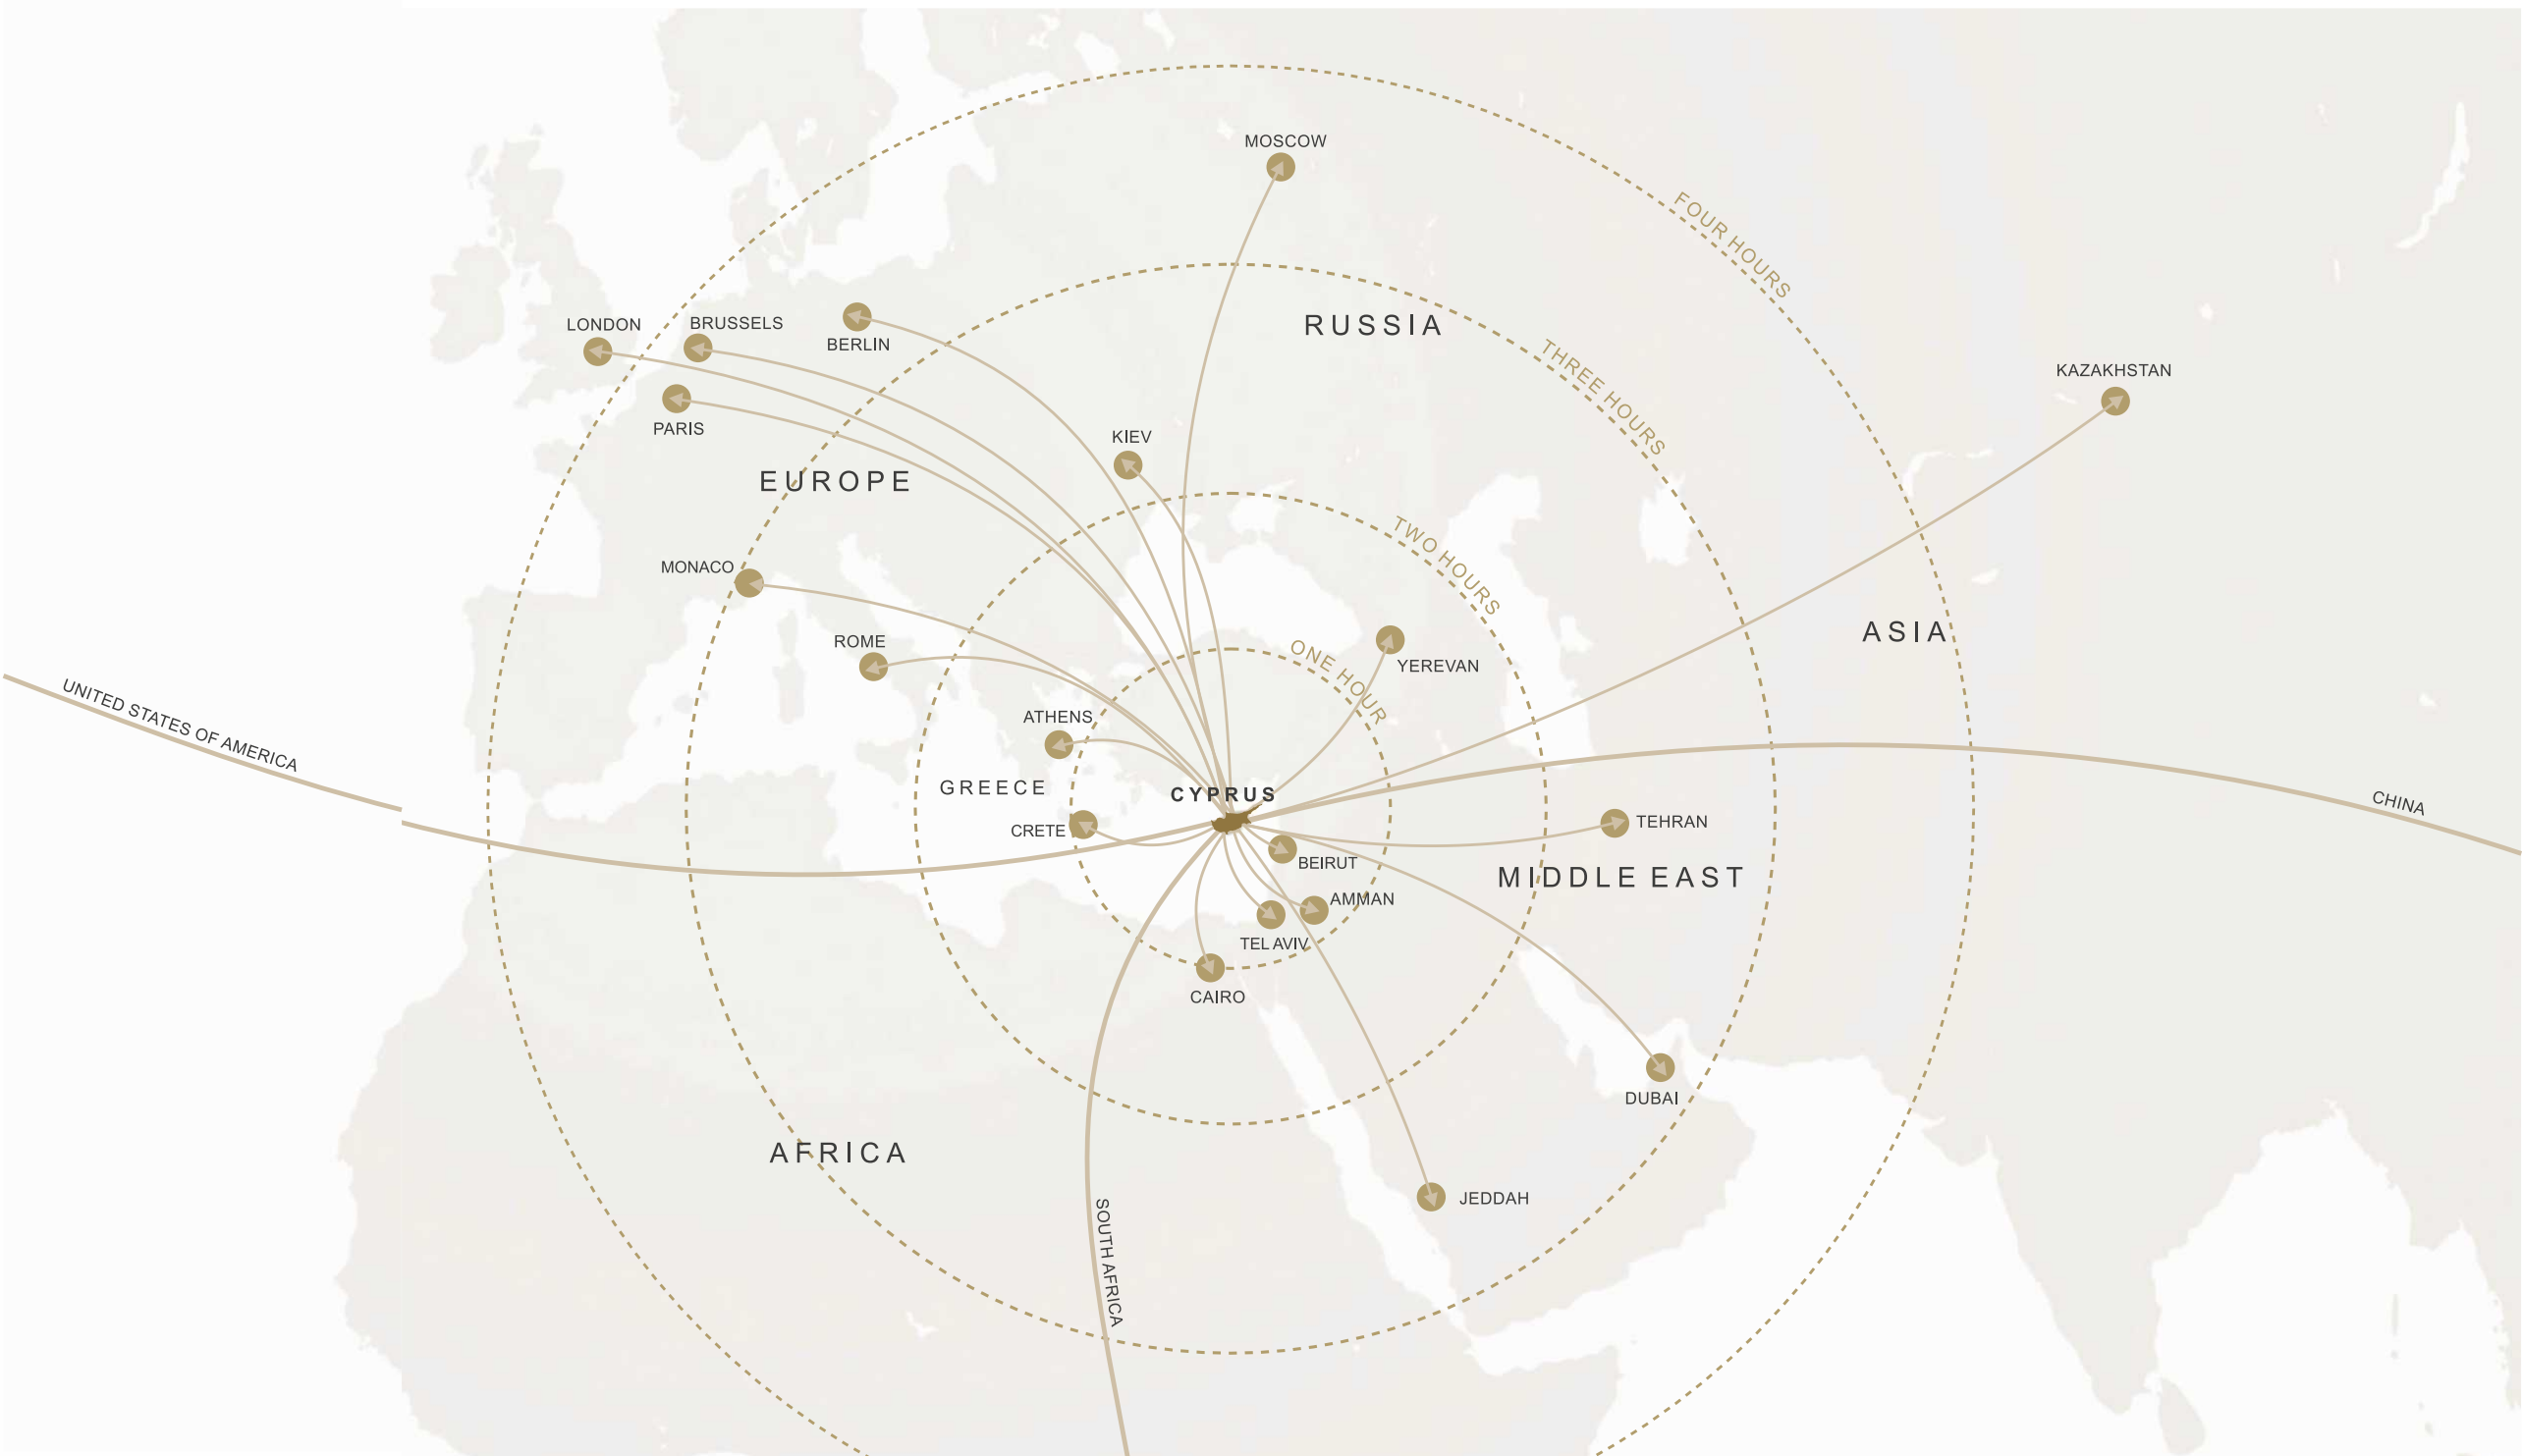 MOSCOW
FOUR HOURS
LONDON
BRUSSELS
BERLIN
RUSSIA
THREE HOURS
KAZAKHSTAN
PARIS
KIEV
EUROPE
TWO HOURS
MONACO
ROME
ONE HOUR
YEREVAN
ASIA
UNITED STATES OF AMERICA
ATHENS
GREECE
CYPRUS
CHINA
CRETE
TEHRAN
BEIRUT
MIDDLE EAST
AMMAN
TEL AVIV
CAIRO
DUBAI
AFRICA
JEDDAH
SOUTH AFRICA